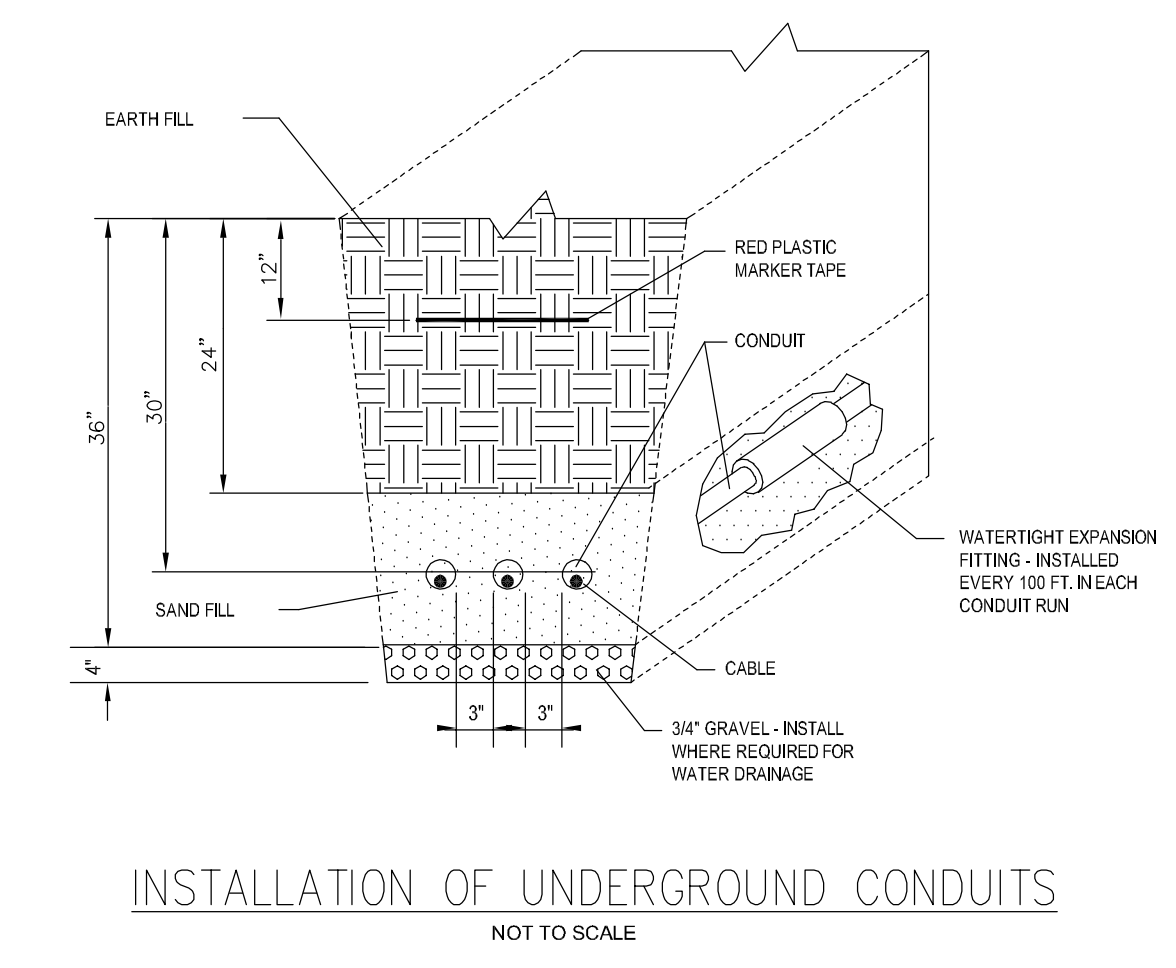 EARTH FILL
RED PLASTIC
MARKER TAPE
12”
24”
30”
36”
CONDUIT
WATERTIGHT EXPANSION
FITTING - INSTALLED
EVERY 100 FT. IN EACH
CONDUIT RUN
SAND FILL
4"
CABLE
3"
3"
3/4" GRAVEL - INSTALL
WHERE REQUIRED FOR
WATER DRAINAGE
INSTALLATION OF UNDERGROUND CONDUITS
NOT TO SCALE